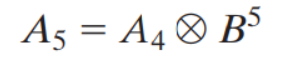 A₅ = A₄ ⊗ B⁵